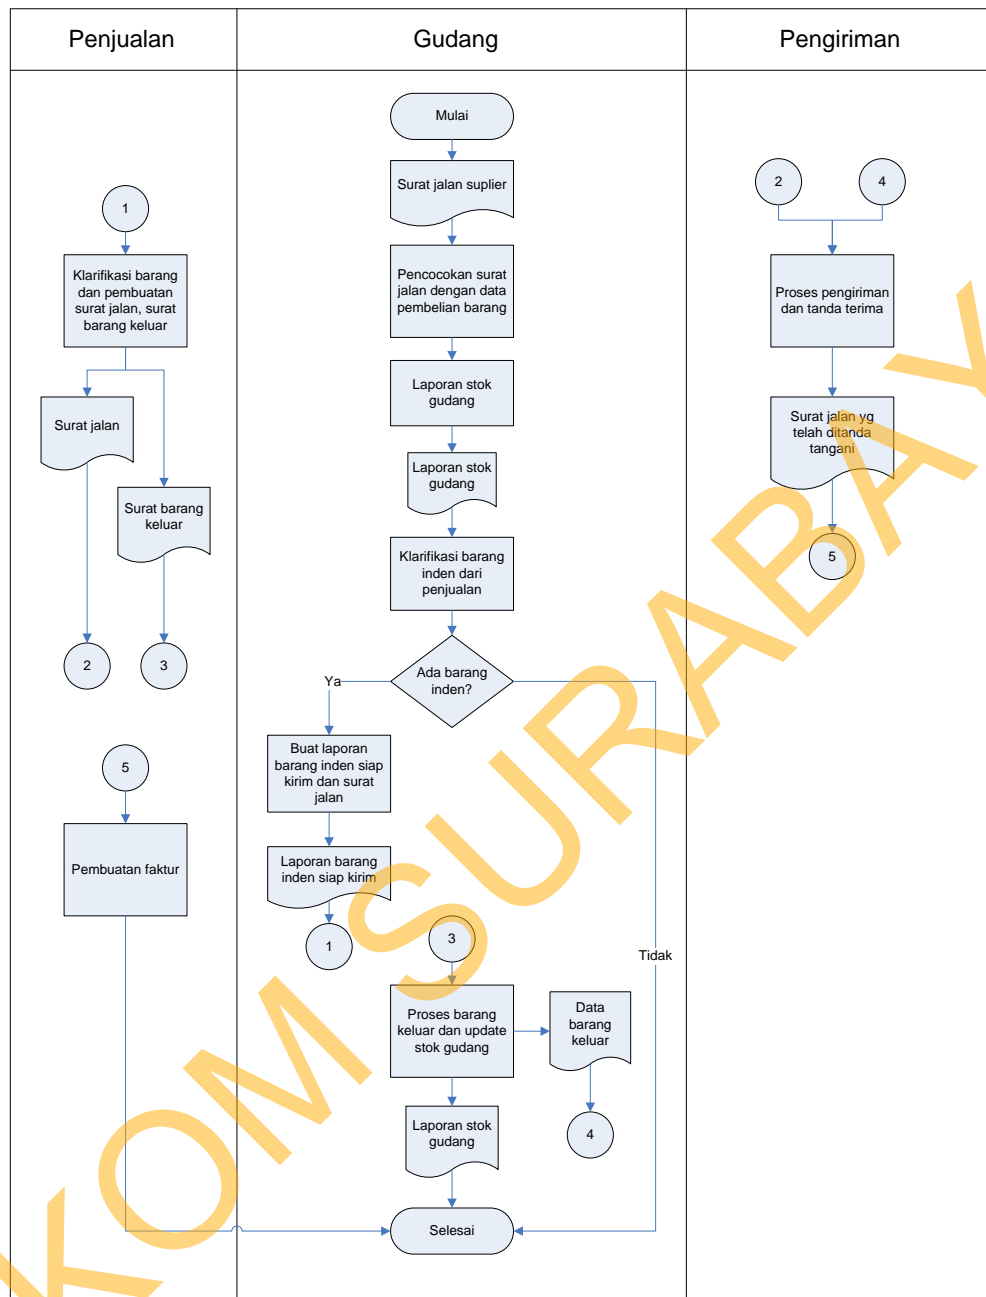 Penjualan
Gudang
Pengiriman
1
Klarifikasi barang
dan pembuatan
surat jalan, surat
barang keluar
Surat jalan
Surat barang
keluar
2
3
5
Pembuatan faktur
Mulai
Surat jalan suplier
Pencocokan surat
jalan dengan data
pembelian barang
Laporan stok
gudang
Laporan stok
gudang
Klarifikasi barang
inden dari
penjualan
Ada barang
inden?
Ya
Tidak
Buat laporan
barang inden siap
kirim dan surat
jalan
Laporan barang
inden siap kirim
1
3
Proses barang
keluar dan update
stok gudang
Data
barang
keluar
4
Laporan stok
gudang
Selesai
2
4
Proses pengiriman
dan tanda terima
Surat jalan yg
telah ditanda
tangani
5
KOM SURABAY